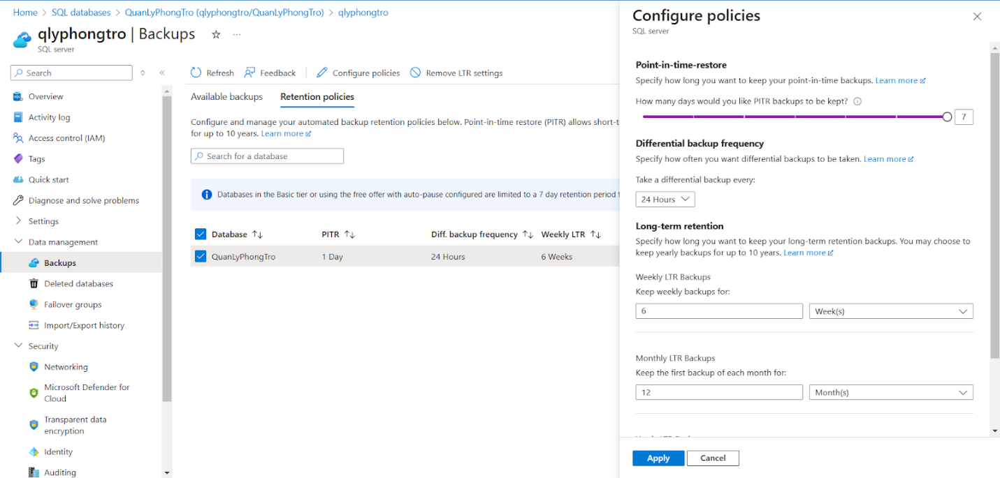 Home > SQL databases > QuanLyPhongTro (qlyphongtro/QuanLyPhongTro) > qlyphongtro
qlyphongtro | Backups
SQL server
Search
Overview
Activity log
Access control (IAM)
Tags
Quick start
Diagnose and solve problems
Settings
Data management
Backups
Deleted databases
Failover groups
Import/Export history
Security
Networking
Microsoft Defender for
Cloud
Transparent data
encryption
Identity
Auditing
Refresh Feedback Configure policies Remove LTR settings
Available backups Retention policies
Configure and manage your automated backup retention policies below. Point-in-time restore (PITR) allows short-t
for up to 10 years. Learn more
Search for a database
Databases in the Basic tier or using the free offer with auto-pause configured are limited to a 7 day retention period
Database PITR Diff. backup frequency Weekly LTR
QuanLyPhongTro 1 Day 24 Hours 6 Weeks
Configure policies
SQL server
Point-in-time-restore
Specify how long you want to keep your point-in-time backups. Learn more
How many days would you like PITR backups to be kept?
7
Differential backup frequency
Specify how often you want differential backups to be taken. Learn more
Take a differential backup every:
24 Hours
Long-term retention
Specify how long you want to keep your long-term retention backups. You may choose to
keep yearly backups for up to 10 years. Learn more
Weekly LTR Backups
Keep weekly backups for:
6 Week(s)
Monthly LTR Backups
Keep the first backup of each month for:
12 Month(s)
Apply Cancel